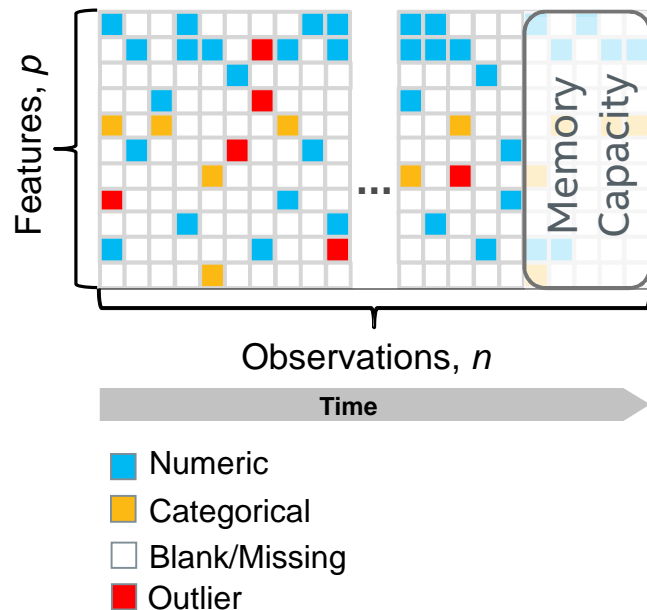 Features, p
...
Memory
Capacity
Observations, n
Time
Numeric
Categorical
Blank/Missing
Outlier